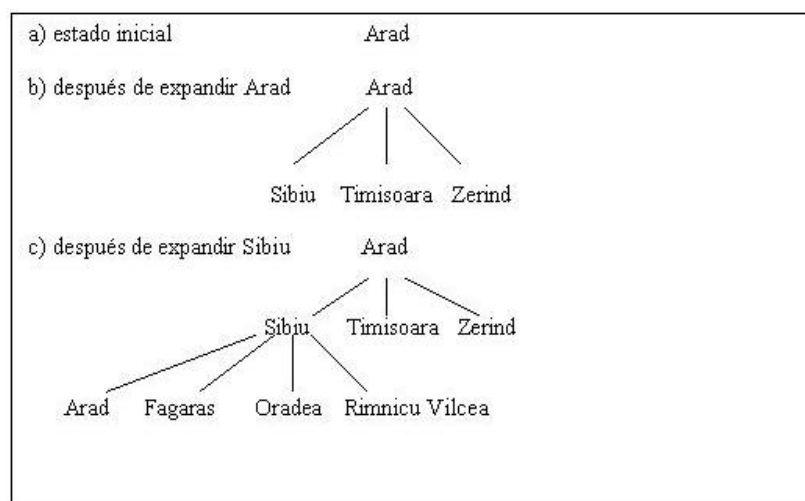 a) estado inicial Arad
b) después de expandir Arad Arad
Sibiu Timisoara Zerind
c) después de expandir Sibiu Arad
Sibiu Timisoara Zerind
Arad Fagaras Oradea Rimnicu Vilcea